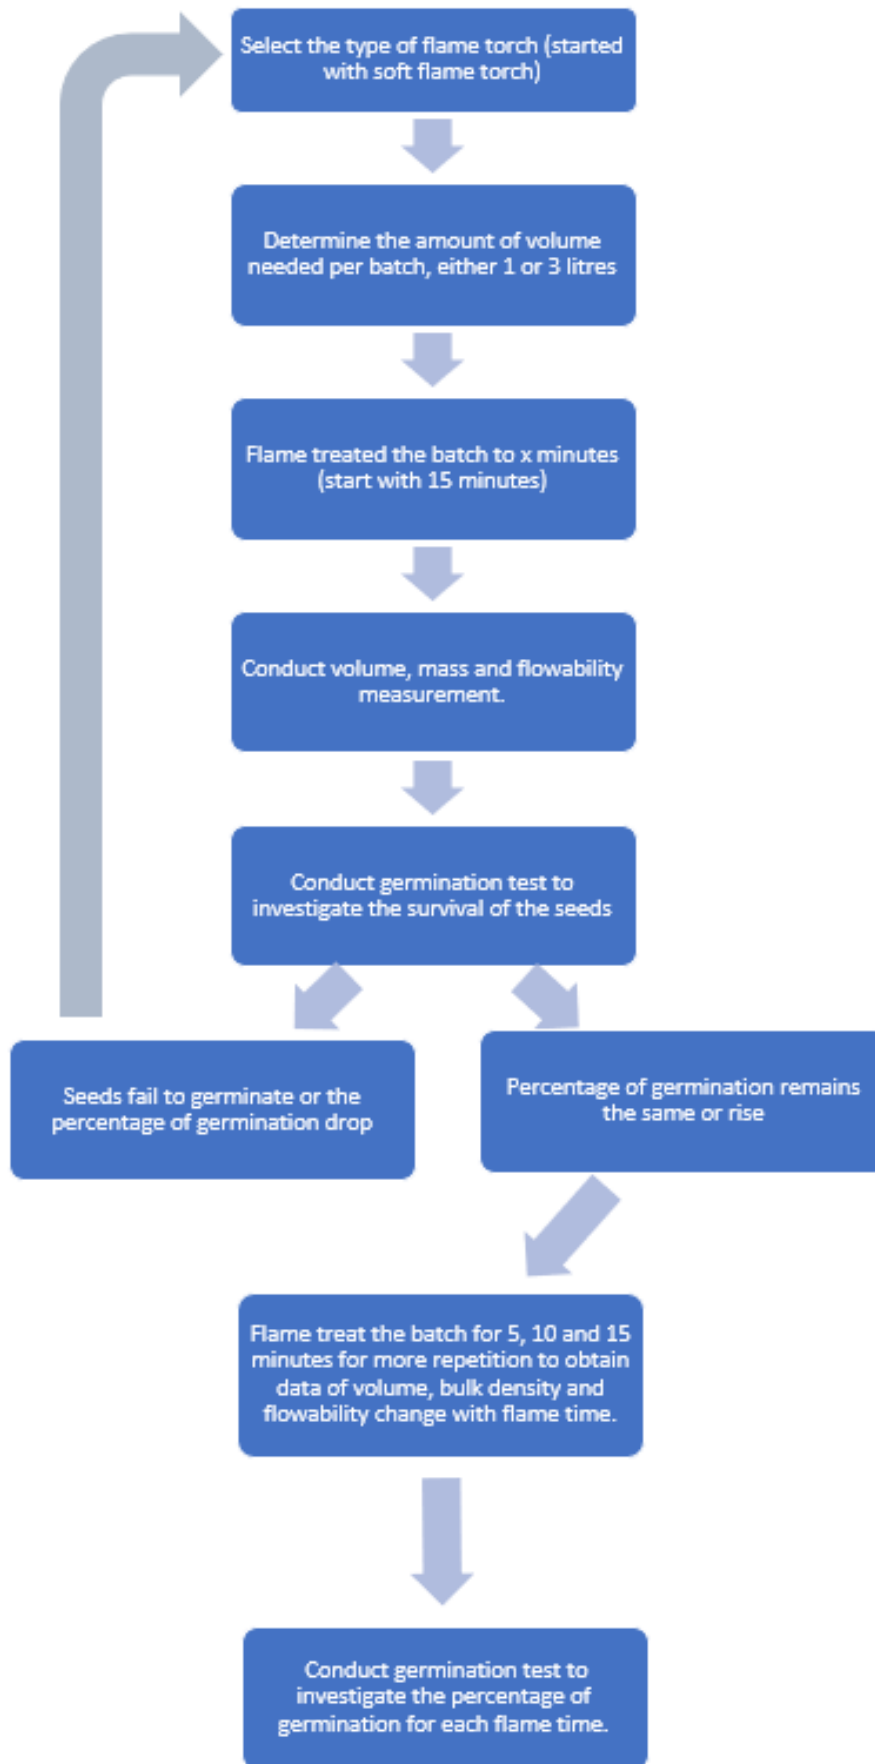 Select the type of flame torch (started
with soft flame torch)
Determine the amount of volume
needed per batch, either 1 or 3 litres
Flame treated the batch to x minutes
(start with 15 minutes)
Conduct volume, mass and flowability
measurement.
Conduct germination test to
investigate the survival of the seeds
Seeds fail to germinate or the
percentage of germination drop
Percentage of germination remains
the same or rise
Flame treat the batch for 5, 10 and 15
minutes for more repetition to obtain
data of volume, bulk density and
flowability change with flame time.
Conduct germination test to
investigate the percentage of
germination for each flame time.